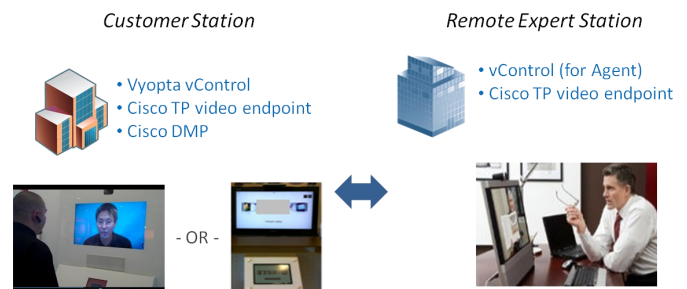 Customer Station
Remote Expert Station
• Vyopta vControl
• Cisco TP video endpoint
• Cisco DMP
• vControl (for Agent)
• Cisco TP video endpoint
- OR -